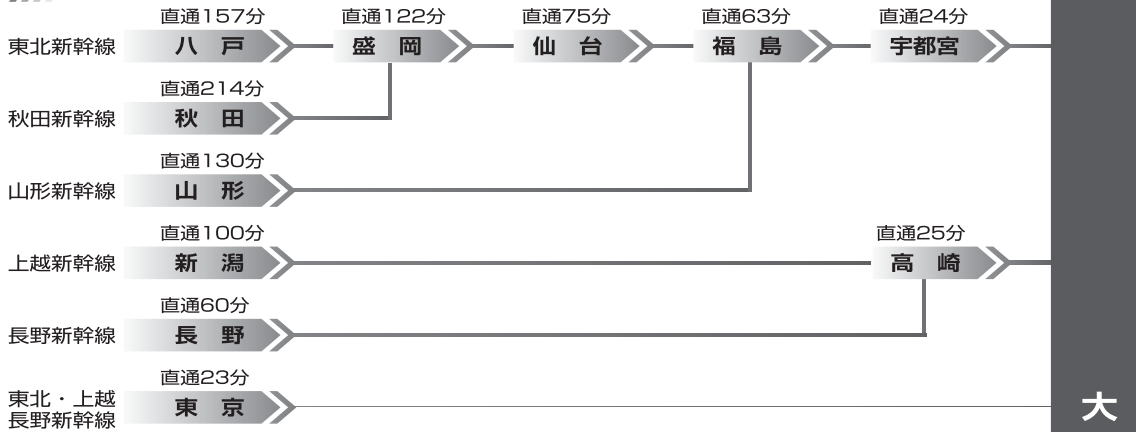 直通157分 直通122分 直通75分 直通63分 直通24分
東北新幹線 八戸 盛岡 仙台 福島 宇都宮
直通214分
秋田新幹線 秋田
直通130分
山形新幹線 山形
直通100分 直通25分
上越新幹線 新潟 高崎
直通60分
長野新幹線 長野
直通23分
東北・上越
長野新幹線 東京
大